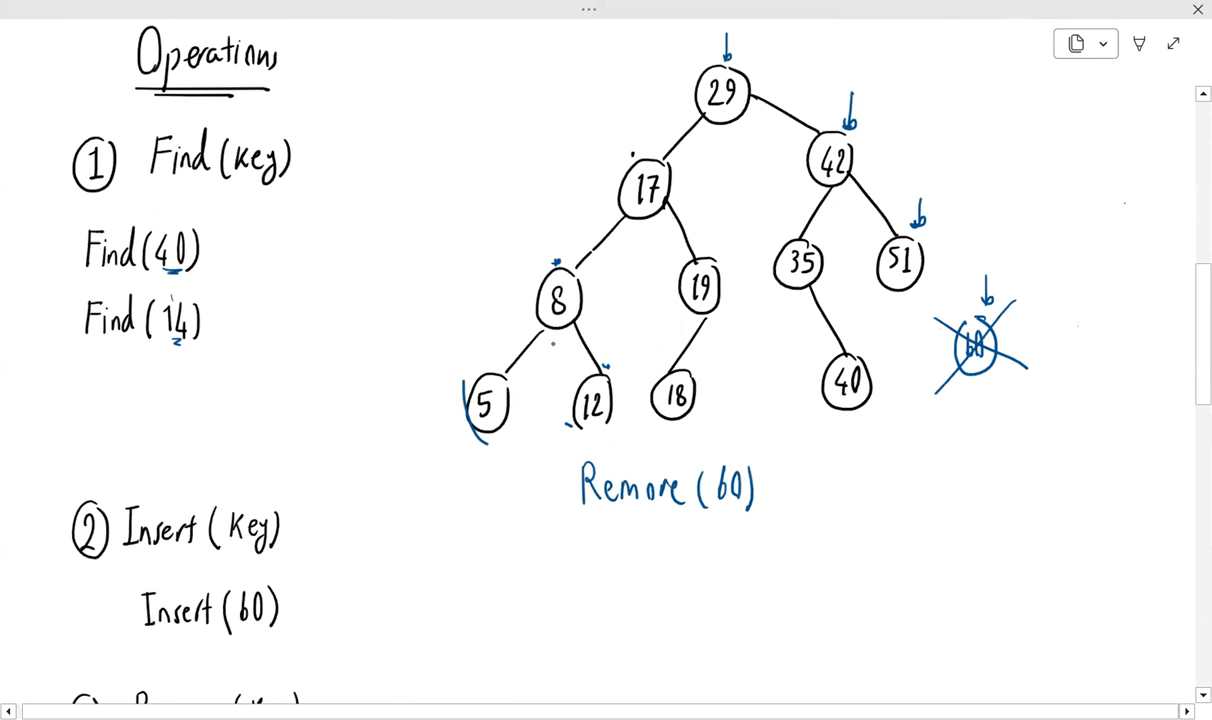 Operations
① Find(Key)
Find(40)
Find(14)
29
42
17
35
51
8
19
60
5
12
18
40
Remove(60)
② Insert(Key)
Insert(60)